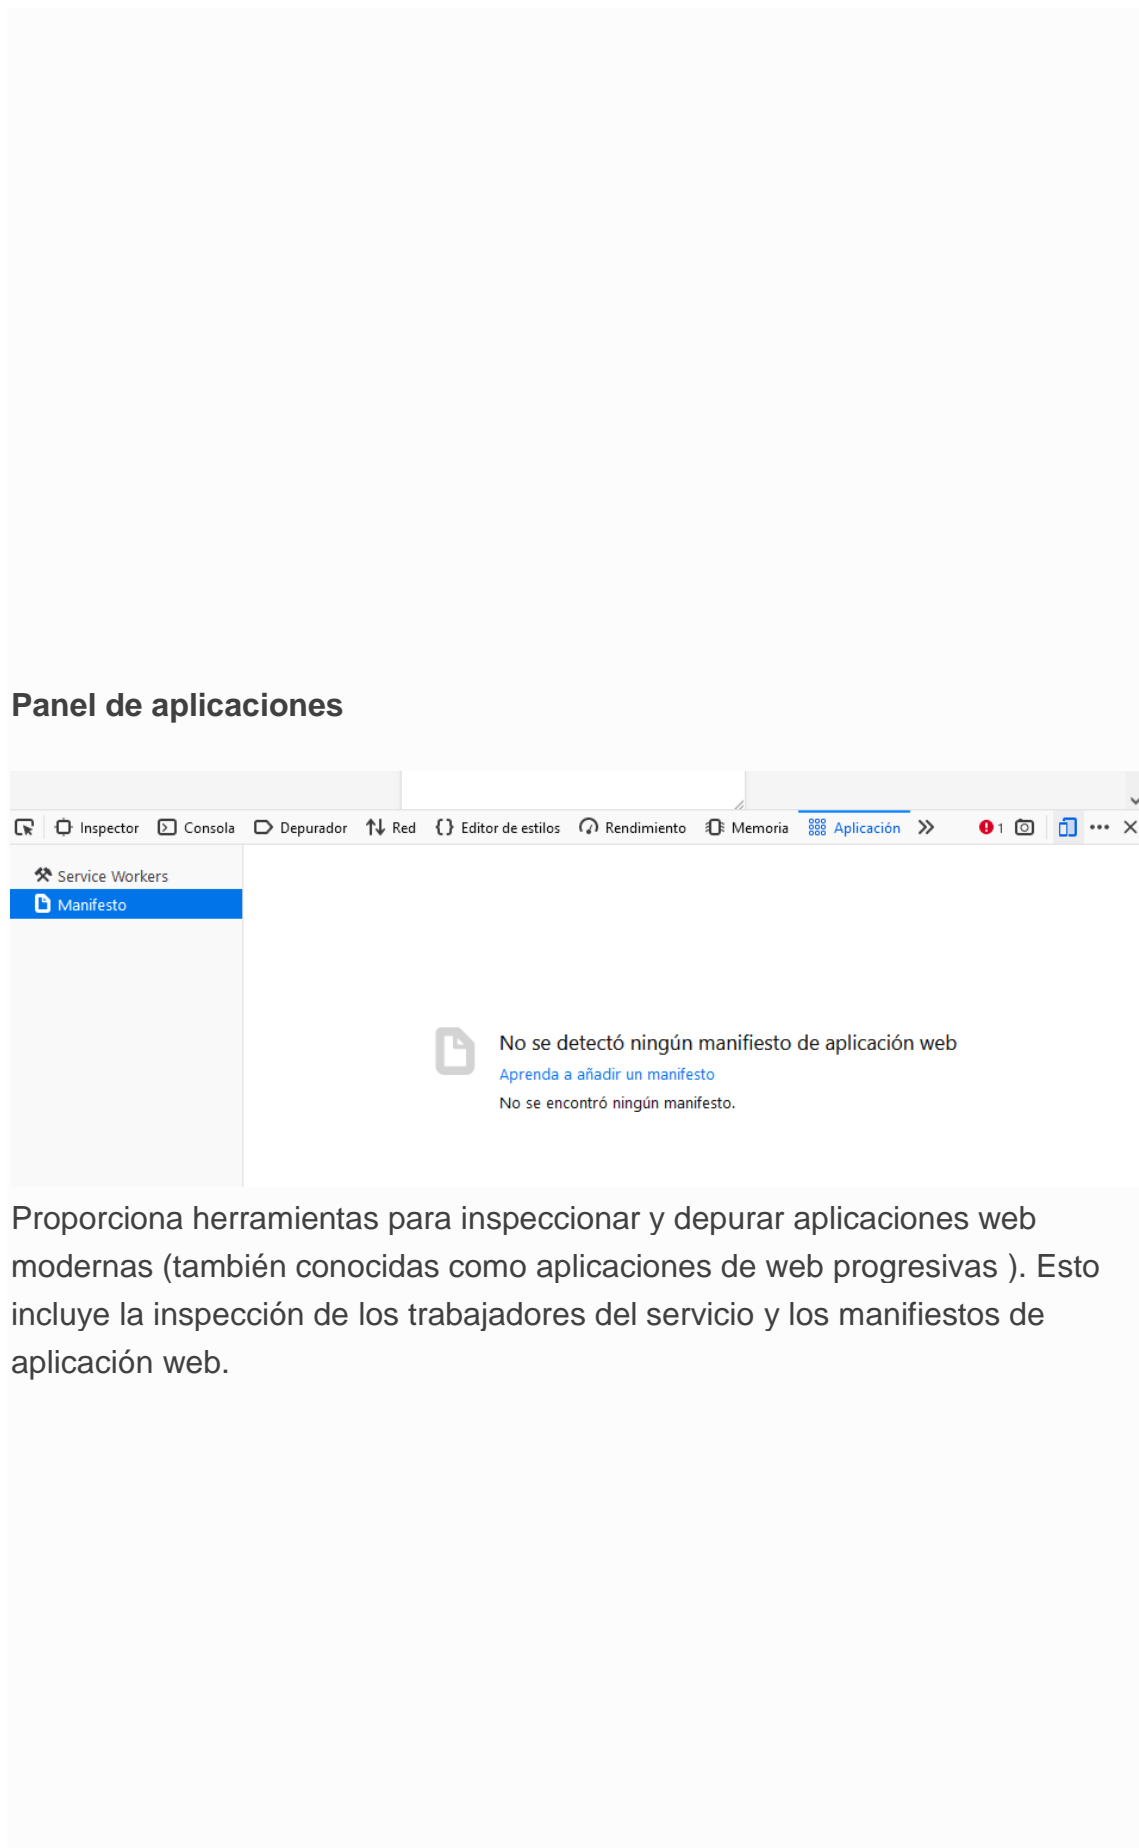 Panel de aplicaciones
Inspector Consola Depurador Red Editor de estilos Rendimiento Memoria Aplicación 1
Service Workers
Manifesto
No se detectó ningún manifiesto de aplicación web
Aprenda a añadir un manifesto
No se encontró ningún manifesto.
Proporciona herramientas para inspeccionar y depurar aplicaciones web
modernas (también conocidas como aplicaciones de web progresivas ). Esto
incluye la inspección de los trabajadores del servicio y los manifiestos de
aplicación web.